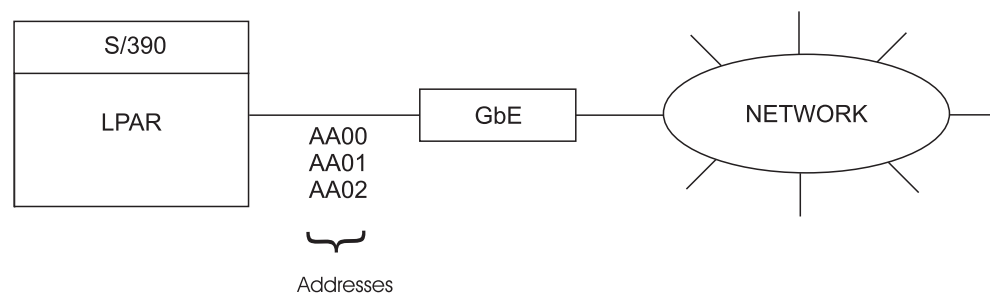 S/390
LPAR
AA00
AA01
AA02
Addresses
GbE
NETWORK